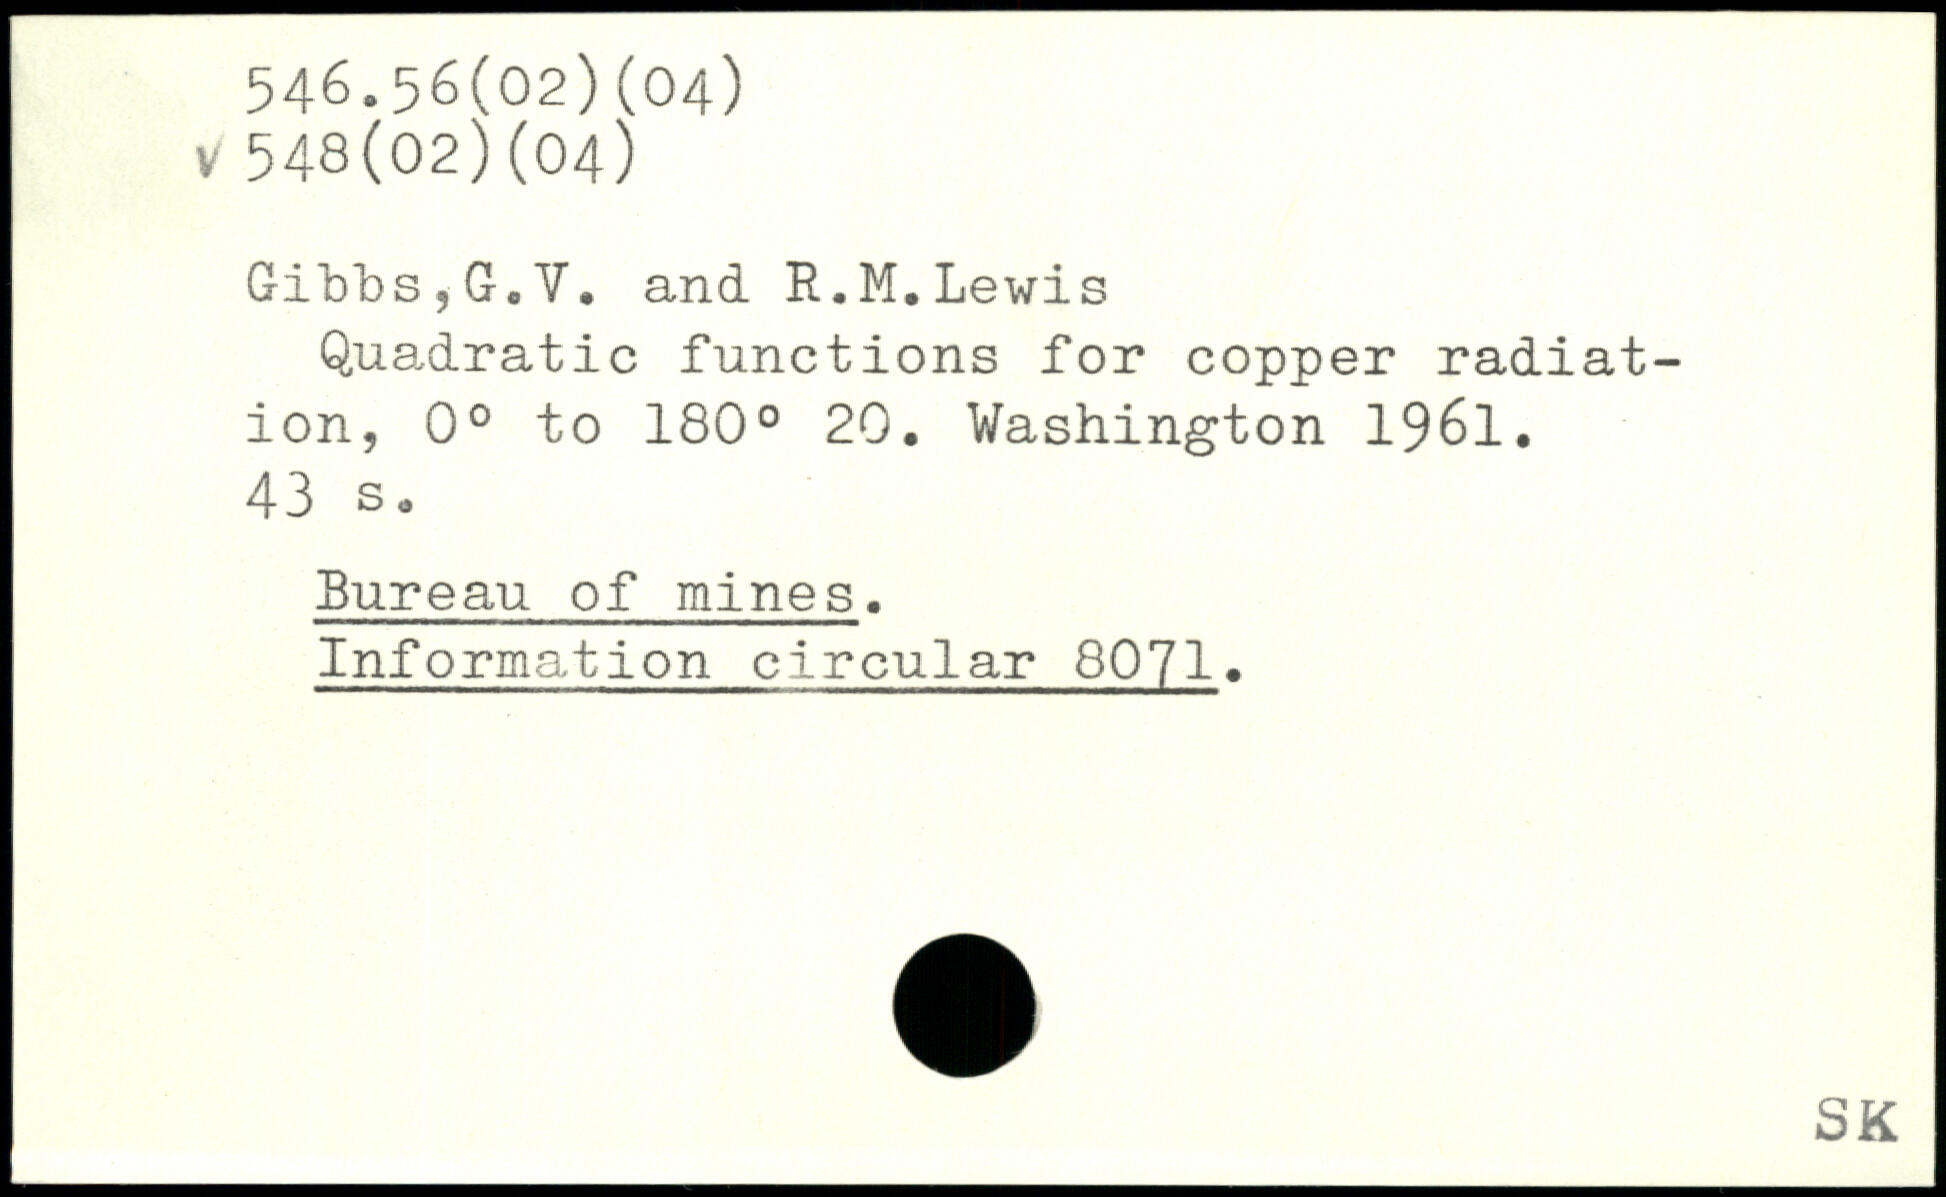 546.56(02)(04)
v 548(02)(04)
Gibbs,G.V. and R.M.Lewis
Quadratic functions for copper radiat-
ion, 0° to 180° 20. Washington 1961.
43 s.
Bureau of mines.
Information circular 8071.
SK